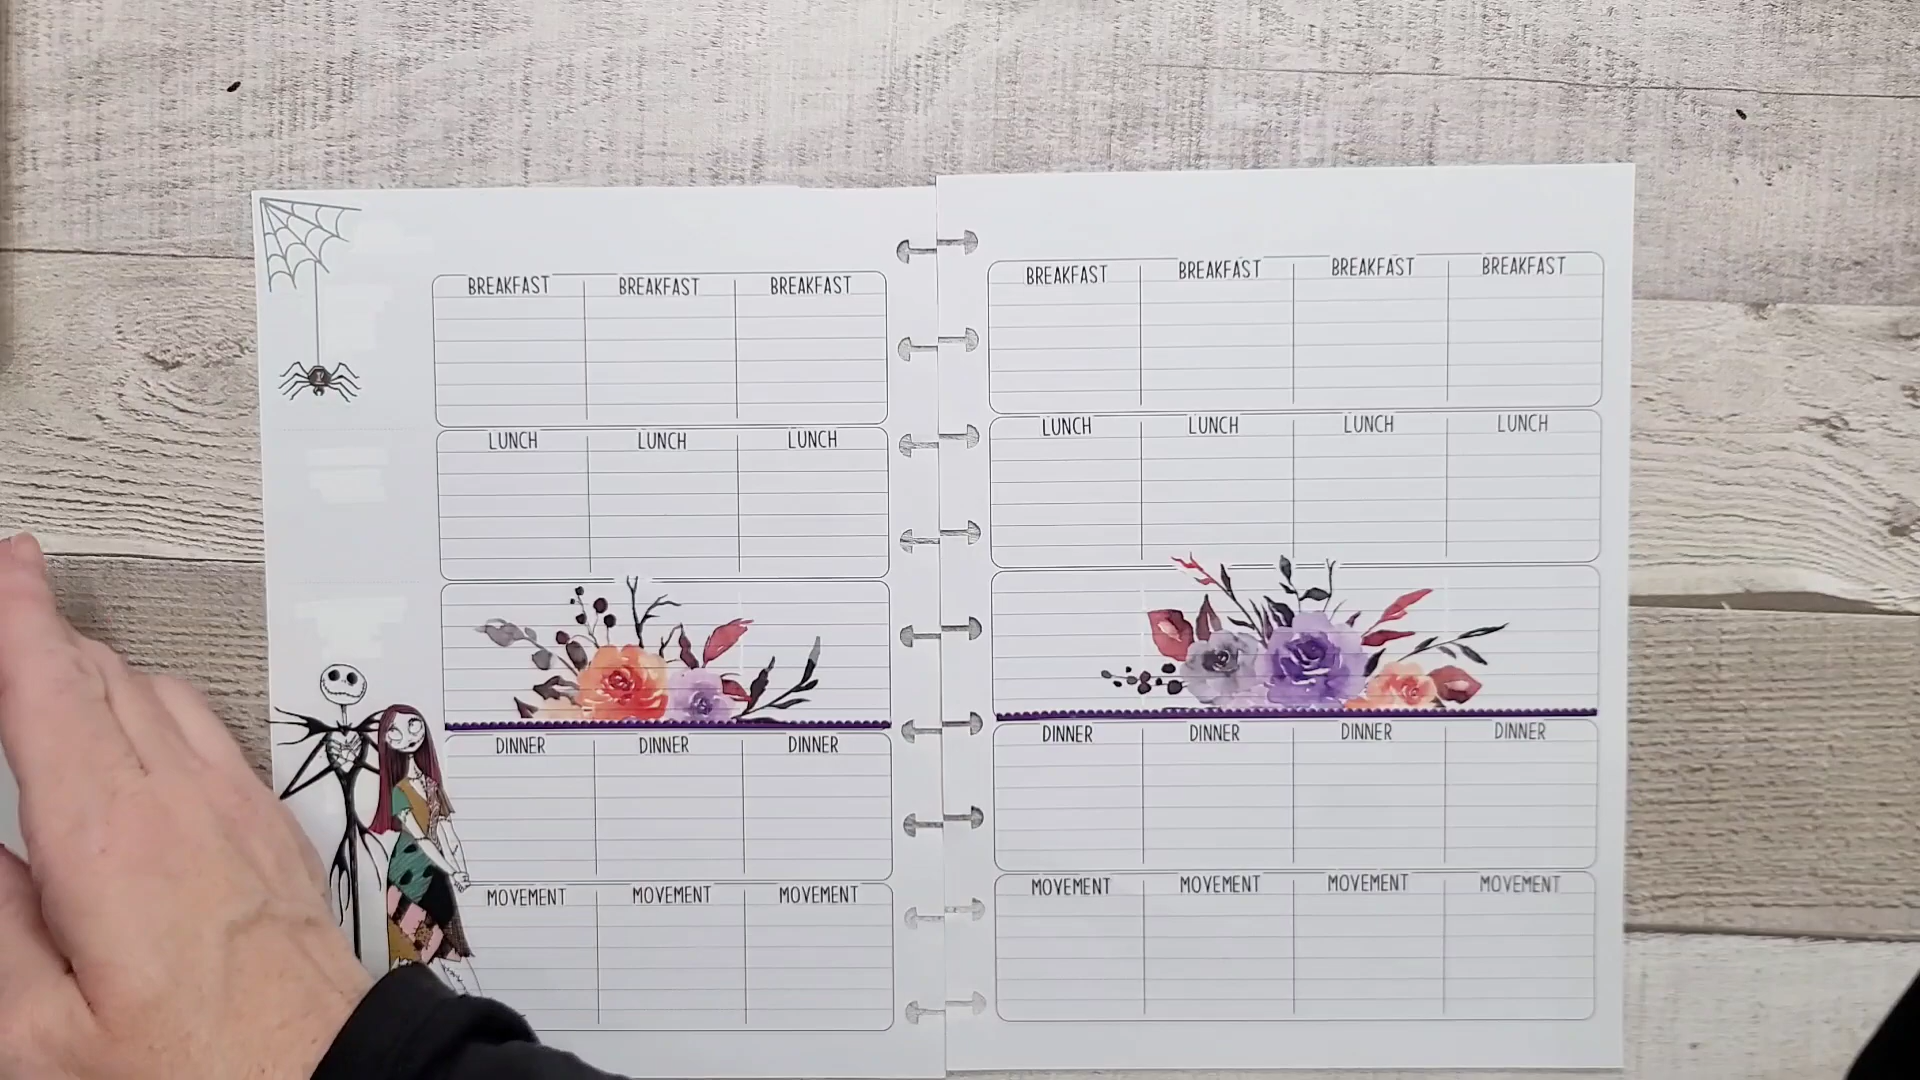 BREAKFAST BREAKFAST BREAKFAST
LUNCH LUNCH LUNCH
DINNER DINNER DINNER
MOVEMENT MOVEMENT MOVEMENT
BREAKFAST BREAKFAST BREAKFAST BREAKFAST
LUNCH LUNCH LUNCH LUNCH
DINNER DINNER DINNER DINNER
MOVEMENT MOVEMENT MOVEMENT MOVEMENT